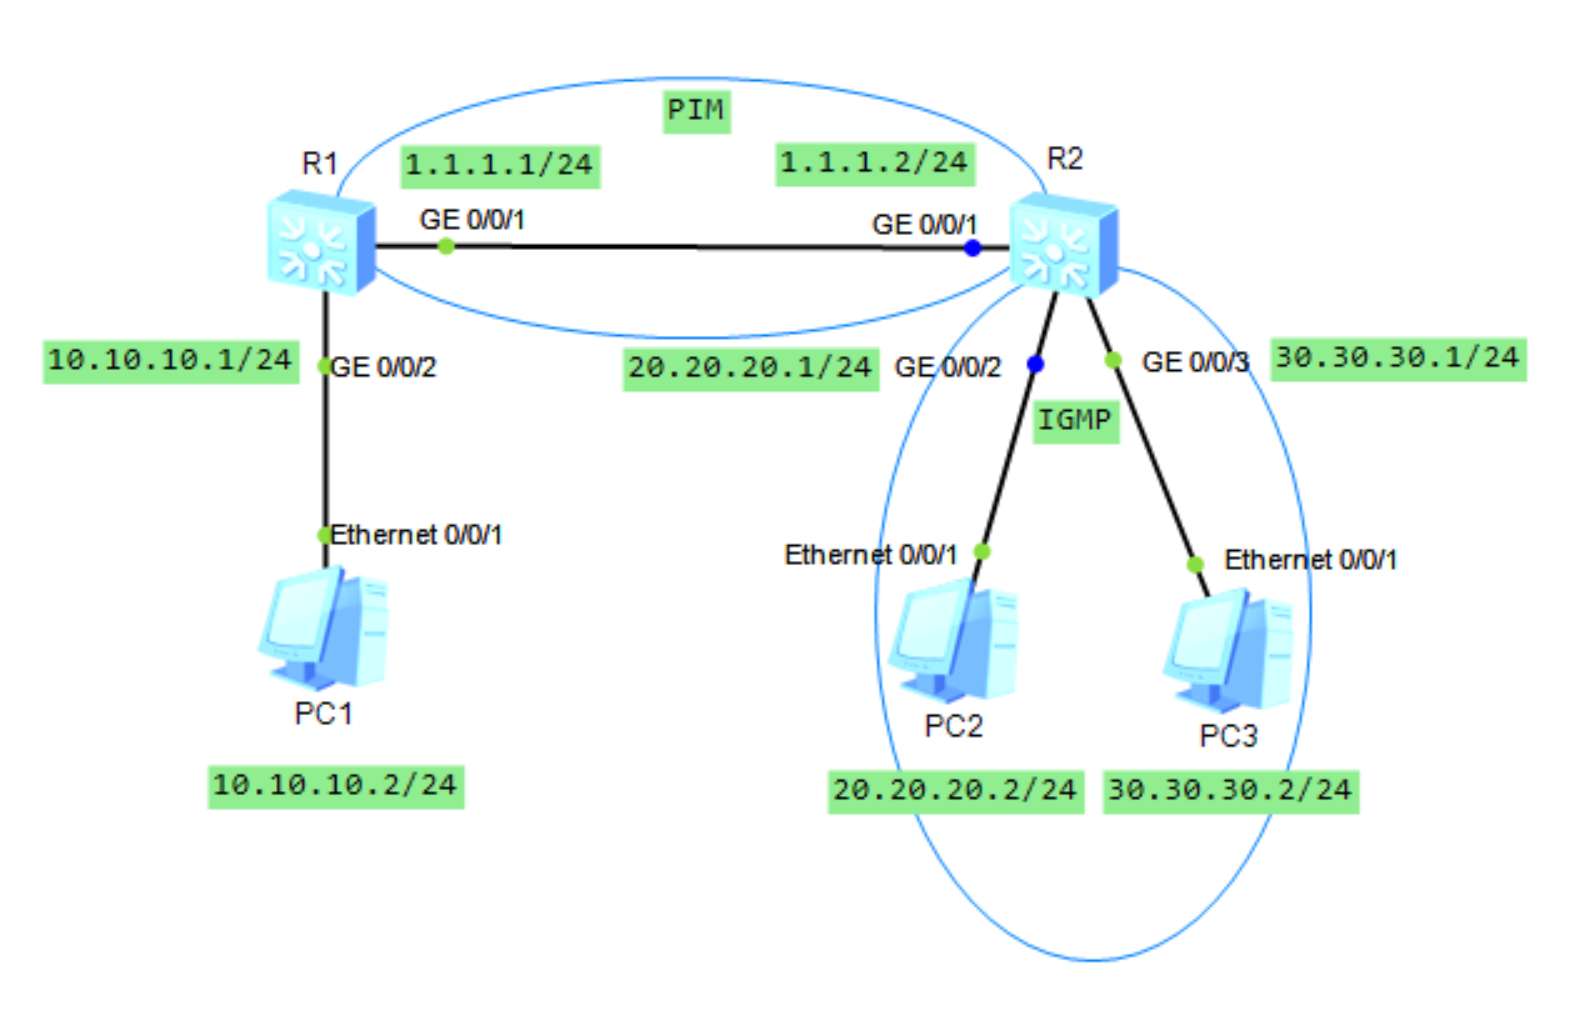 PIM
R1
1.1.1.1/24
1.1.1.2/24
R2
GE 0/0/1
GE 0/0/1
10.10.10.1/24
GE 0/0/2
20.20.20.1/24
GE 0/0/2
GE 0/0/3
30.30.30.1/24
IGMP
Ethernet 0/0/1
Ethernet 0/0/1
Ethernet 0/0/1
PC1
PC2
PC3
10.10.10.2/24
20.20.20.2/24
30.30.30.2/24